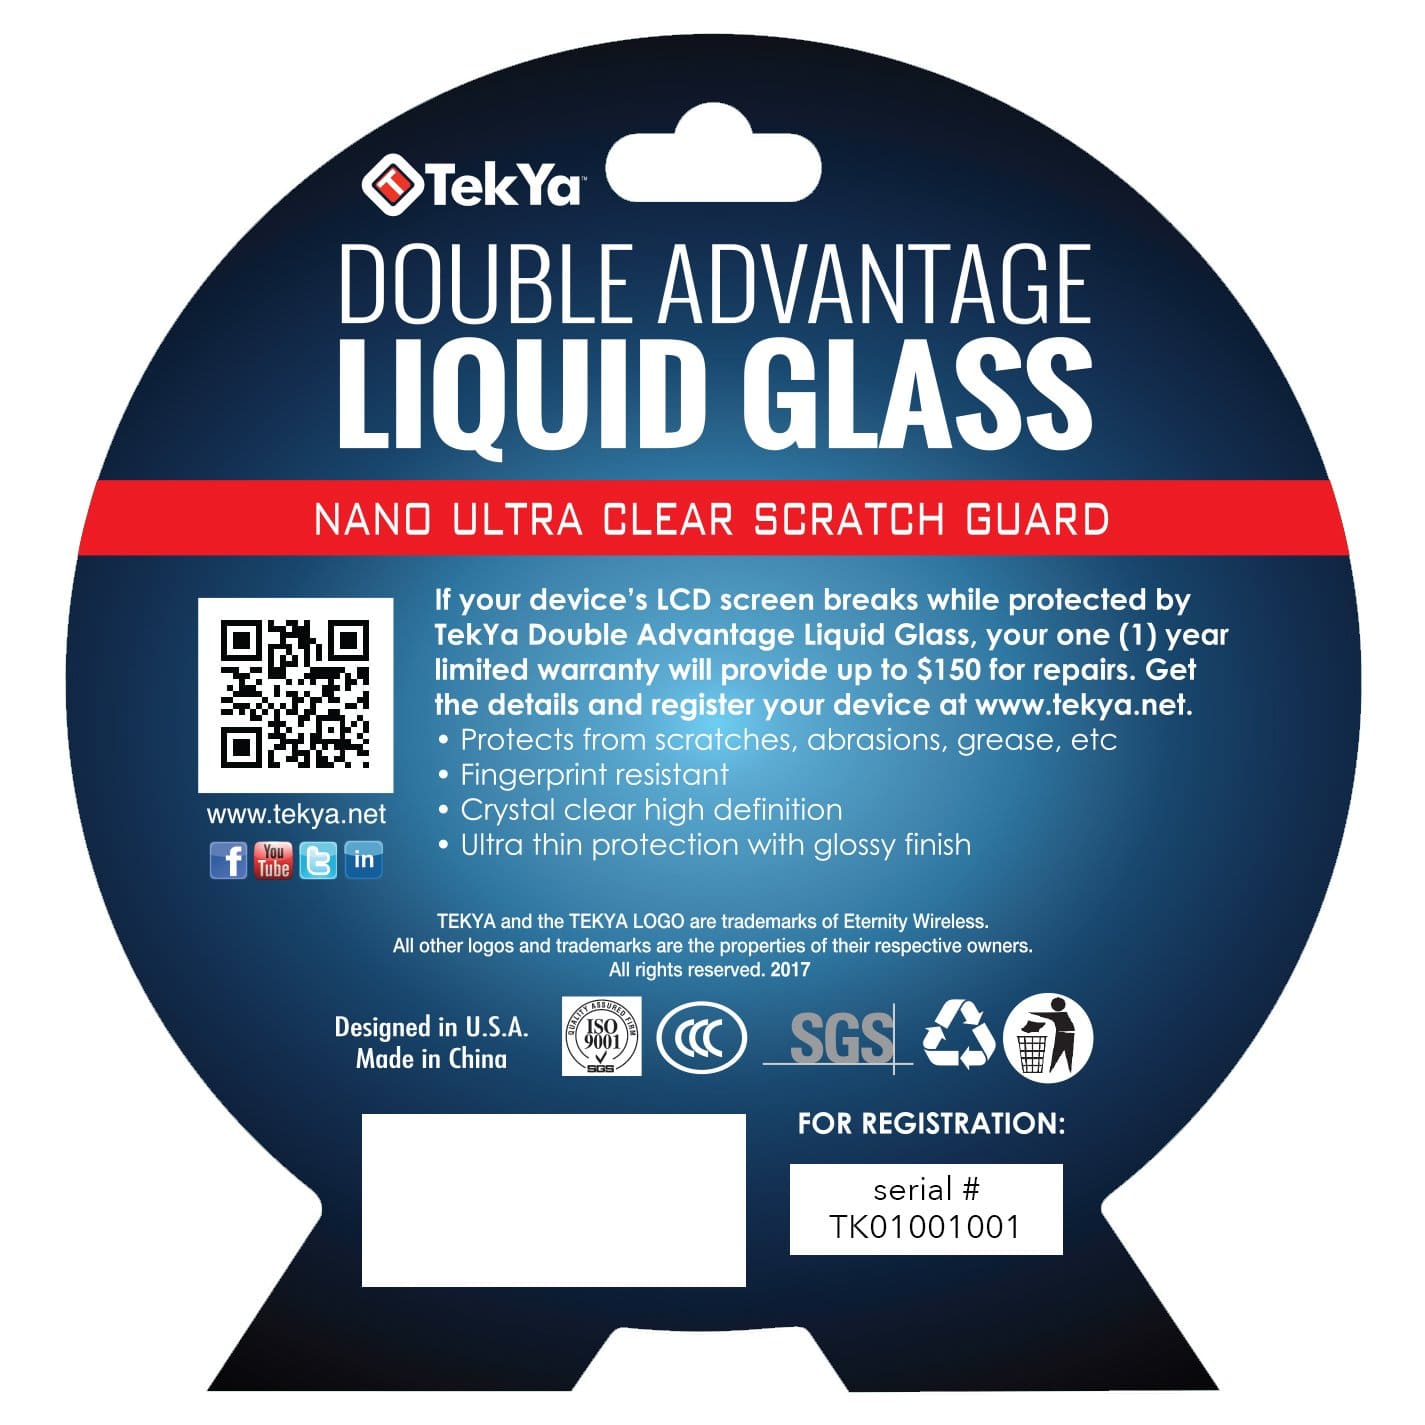 TekYa™
DOUBLE ADVANTAGE
LIQUID GLASS
NANO ULTRA CLEAR SCRATCH GUARD
If your device's LCD screen breaks while protected by
TekYa Double Advantage Liquid Glass, your one (1) year
limited warranty will provide up to $150 for repairs. Get
the details and register your device at www.tekya.net.
• Protects from scratches, abrasions, grease, etc
• Fingerprint resistant
• Crystal clear high definition
• Ultra thin protection with glossy finish
www.tekya.net
f You Tube t in
TEKYA and the TEKYA LOGO are trademarks of Eternity Wireless.
All other logos and trademarks are the properties of their respective owners.
All rights reserved. 2017
Designed in U.S.A.
Made in China
QUALITY ASSURED FIRM
ISO
9001
SGS
CCC
SGS
FOR REGISTRATION:
serial #
TK01001001